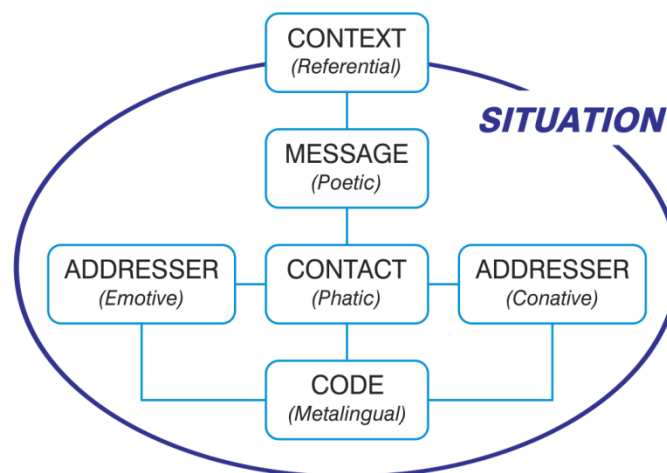 CONTEXT
(Referential)
SITUATION
MESSAGE
(Poetic)
ADDRESSER
(Emotive)
CONTACT
(Phatic)
ADDRESSER
(Conative)
CODE
(Metalingual)